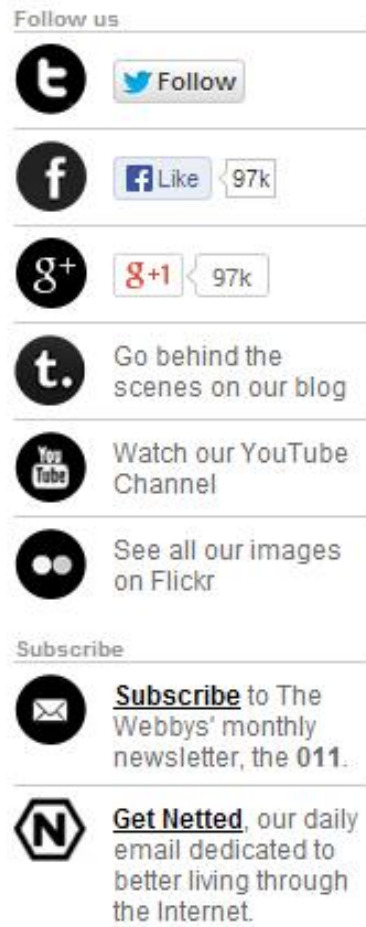 Follow us
t Follow
f f Like 97k
g+ g+1 97k
t. Go behind the
scenes on our blog
You
Tube
Watch our YouTube
Channel
See all our images
on Flickr
Subscribe
Subscribe to The
Webbys' monthly
newsletter, the 011.
N
Get Netted, our daily
email dedicated to
better living through
the Internet.